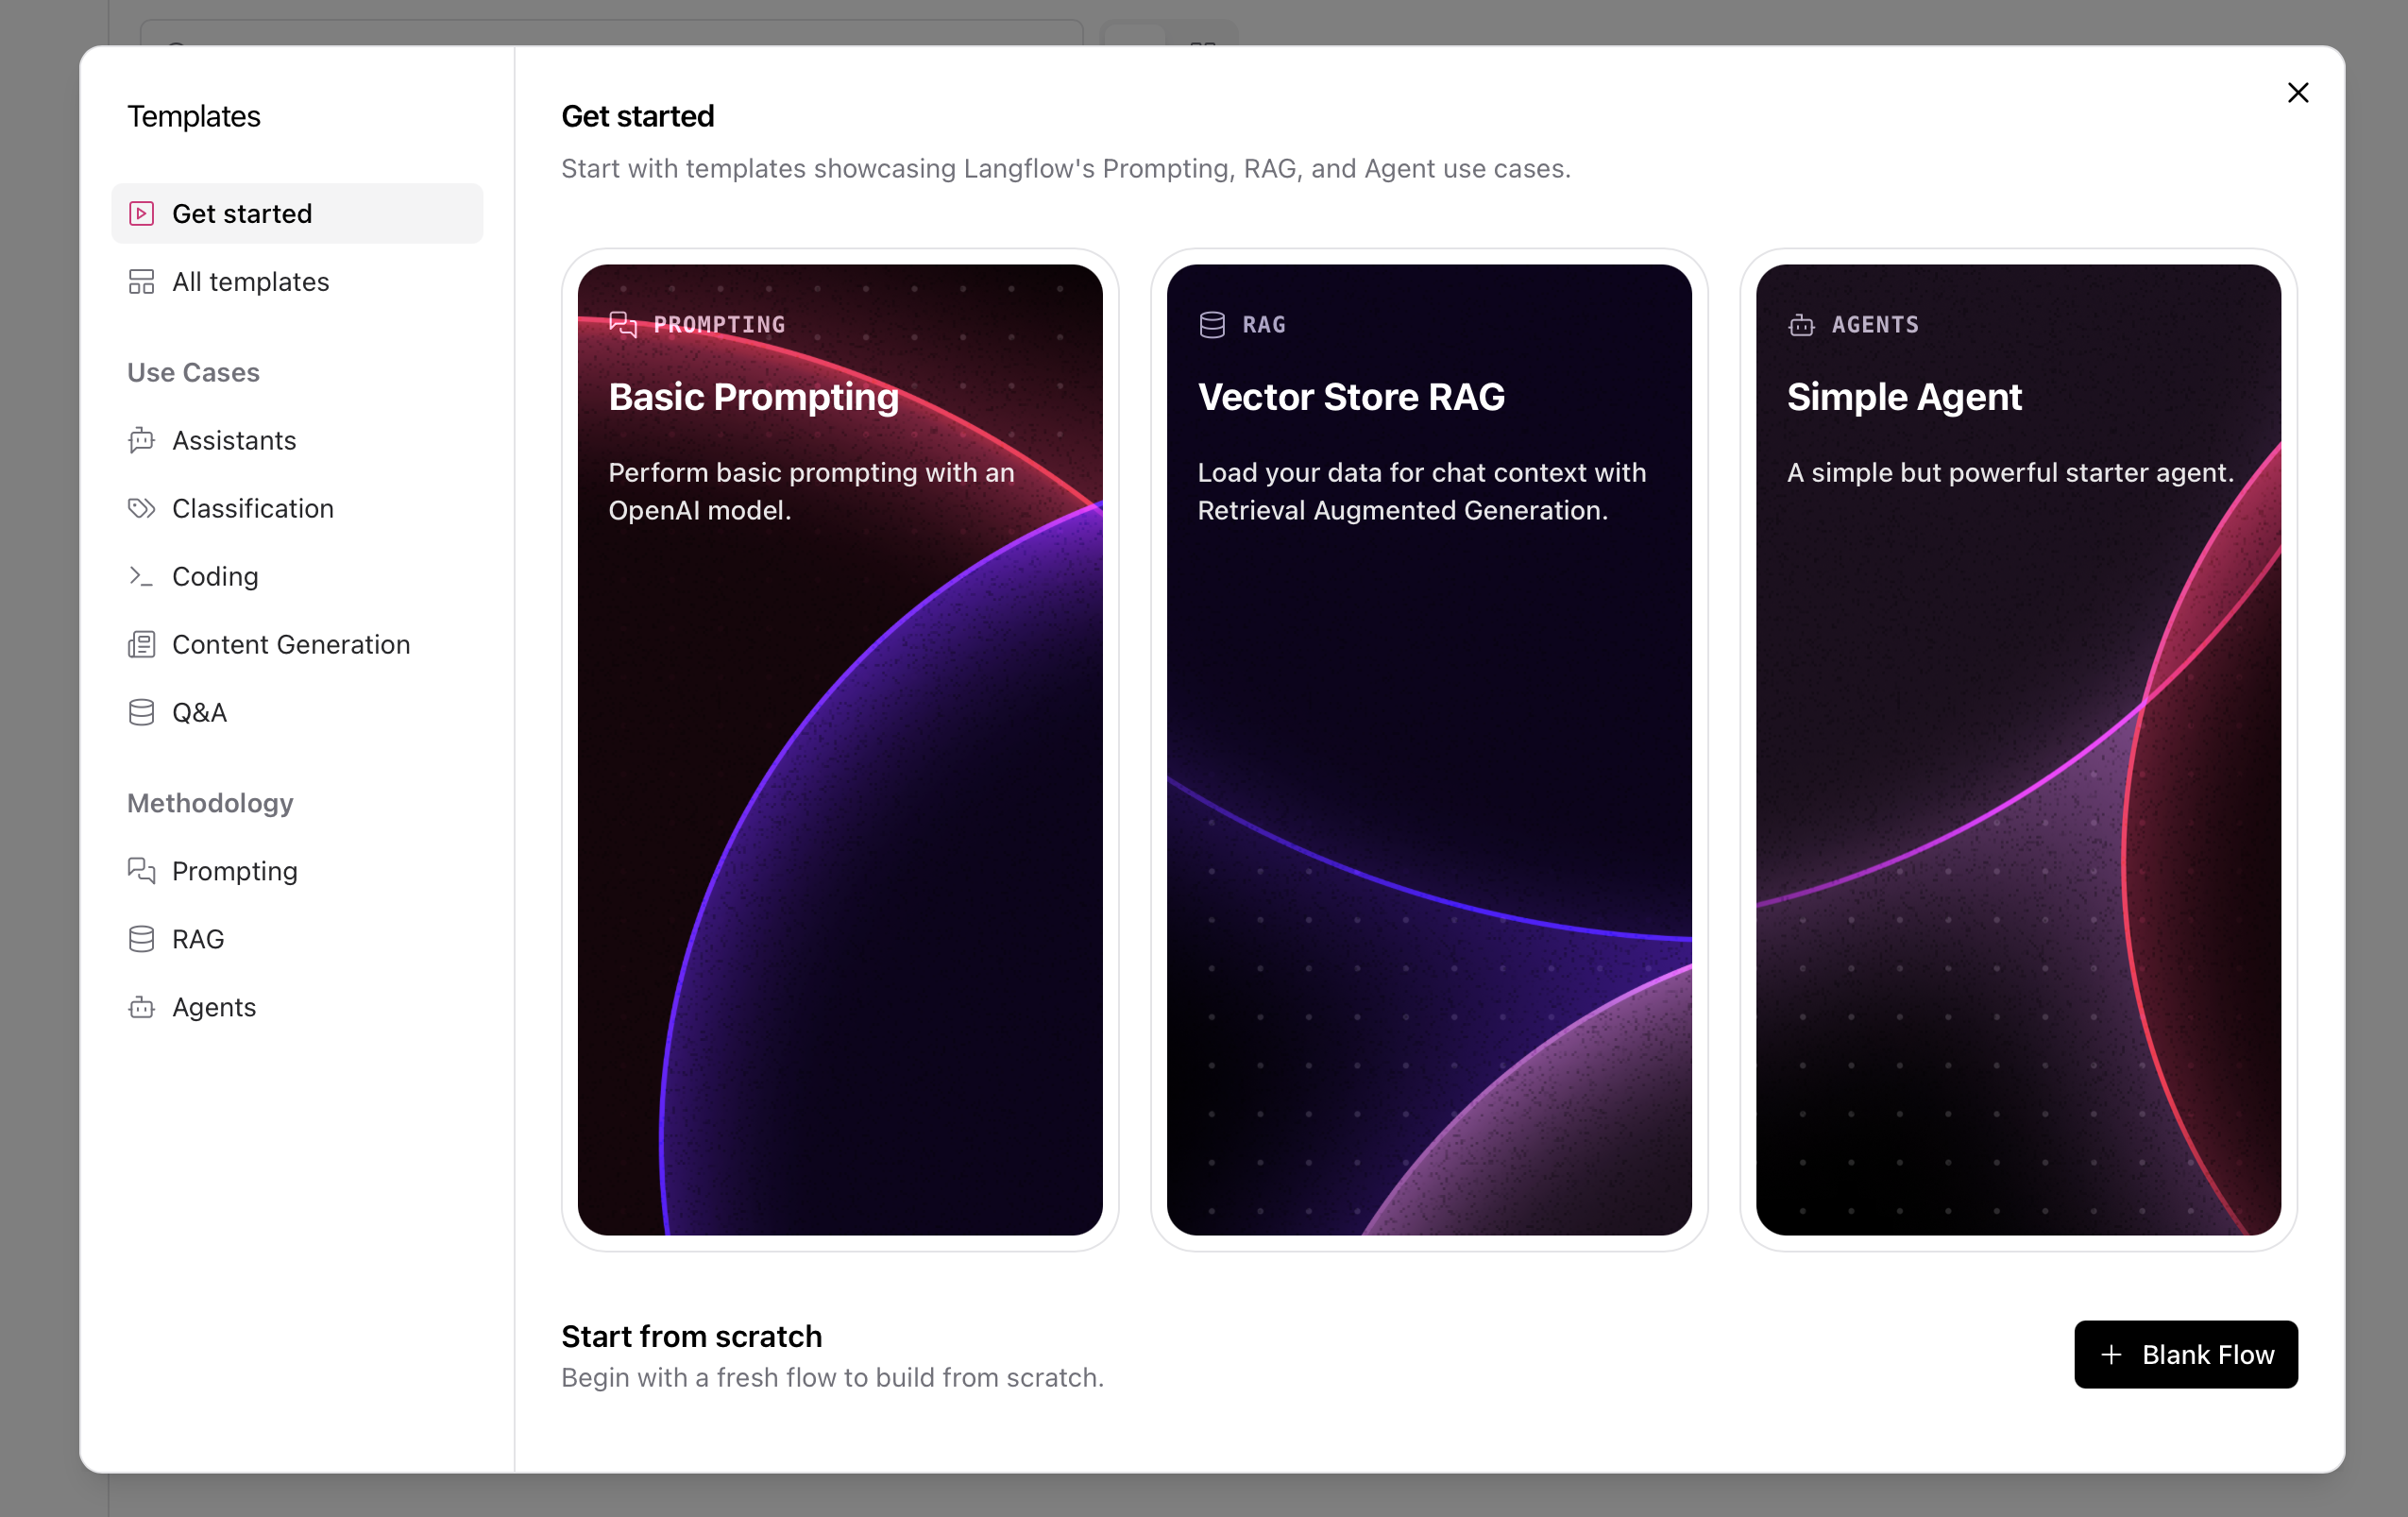 Templates
Get started
All templates
Use Cases
Assistants
Classification
Coding
Content Generation
Q&A
Methodology
Prompting
RAG
Agents
Get started
Start with templates showcasing Langflow's Prompting, RAG, and Agent use cases.
PROMPTING
Basic Prompting
Perform basic prompting with an
OpenAI model.
RAG
Vector Store RAG
Load your data for chat context with
Retrieval Augmented Generation.
AGENTS
Simple Agent
A simple but powerful starter agent.
Start from scratch
Begin with a fresh flow to build from scratch.
Blank Flow